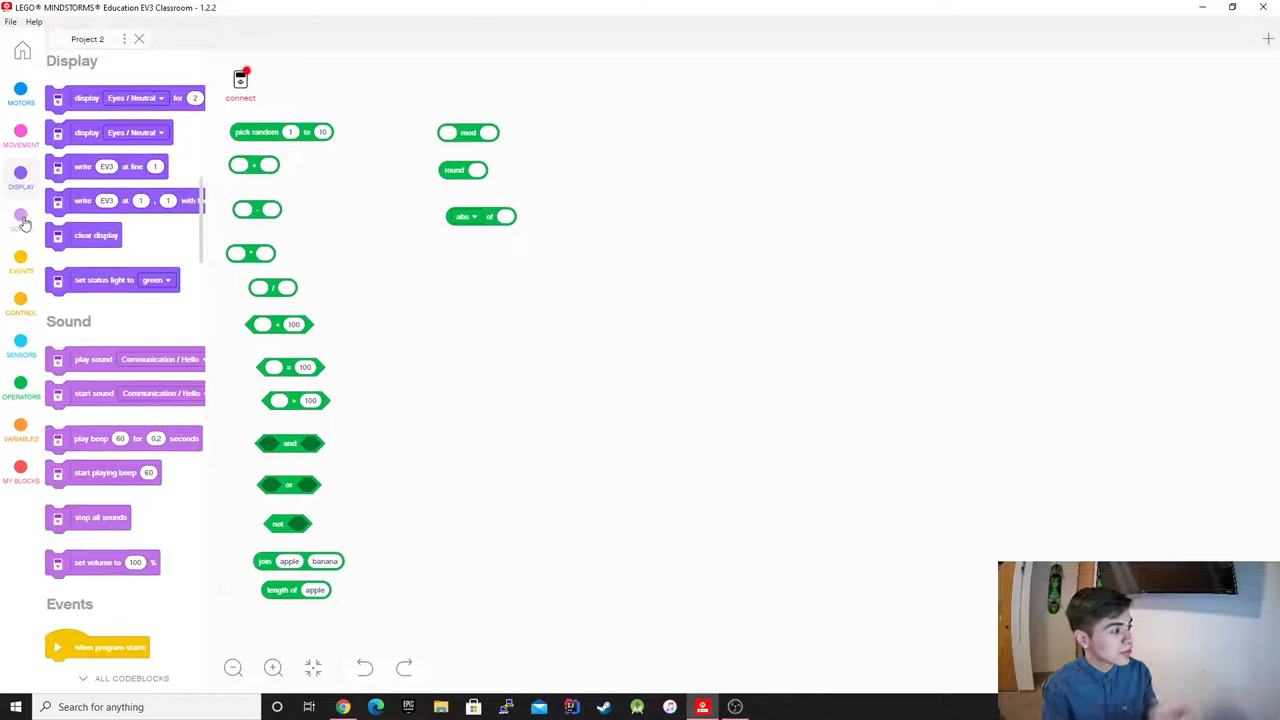 LEGO® MINDSTORMS® Education EV3 Classroom - 1.2.2
File Help
Project 2
MOTORS
MOVEMENT
DISPLAY
EVENTS
CONTROL
SENSORS
OPERATORS
VARIABLES
MY BLOCKS
Display
display Eyes / Neutral for 2
display Eyes / Neutral
write EV3 at line 1
write EV3 at 1 , 1 with
clear display
set status light to green
Sound
play sound Communication / Hello
start sound Communication / Hello
play beep 60 for 0.2 seconds
start playing beep 60
stop all sounds
set volume to 100 %
Events
when program starts
ALL CODEBLOCKS
connect
pick random 1 to 10
+
-
*
/
< 100
= 100
> 100
and
or
not
join apple banana
length of apple
mod
round
abs of
Search for anything
EPIC